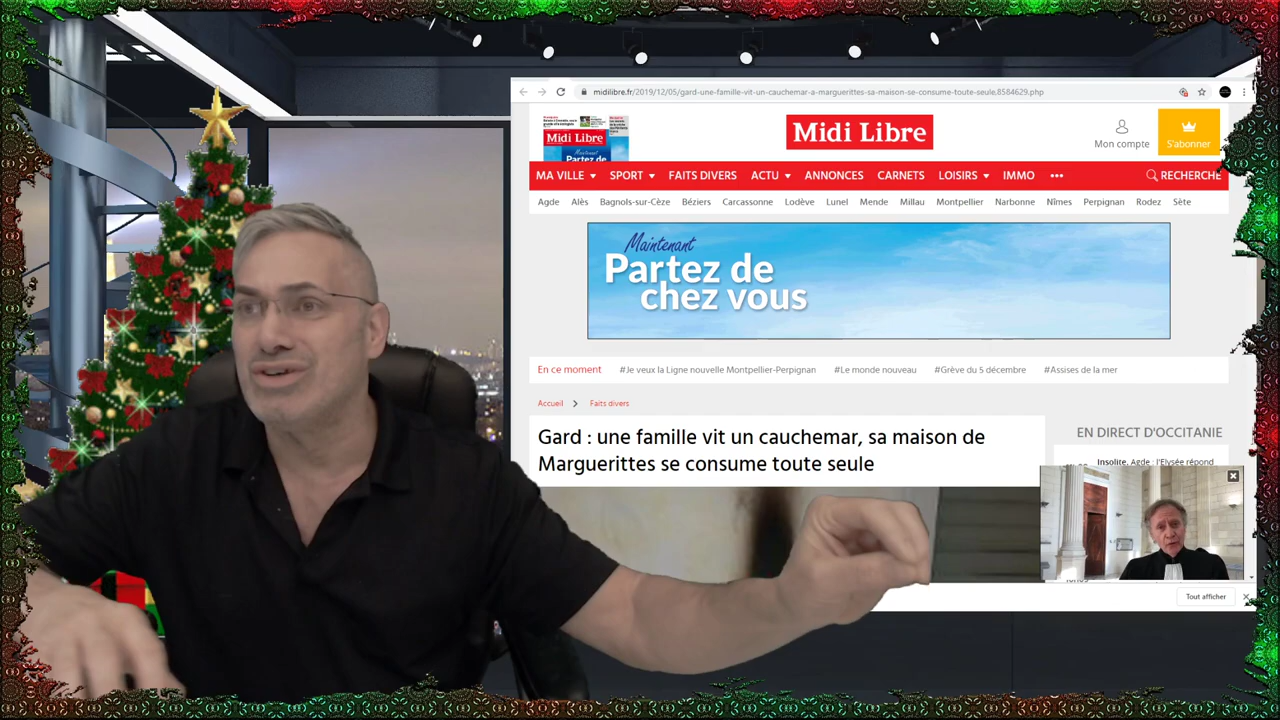 midilibre.fr/2019/12/05/gard-une-famille-vit-un-cauchemar-a-marguerittes-sa-maison-se-consume-toute-seule,8584629.php
Midi Libre
Maintenant
Partez de
Midi Libre
Mon compte
S'abonner
MA VILLE SPORT FAITS DIVERS ACTU ANNONCES CARNETS LOISIRS IMMO ••• RECHERCHE
Agde Alès Bagnols-sur-Cèze Béziers Carcassonne Lodève Lunel Mende Millau Montpellier Narbonne Nîmes Perpignan Rodez Sète
Maintenant
Partez de
chez vous
En ce moment #Je veux la Ligne nouvelle Montpellier-Perpignan #Le monde nouveau #Grève du 5 décembre #Assises de la mer
Accueil Faits divers
Gard : une famille vit un cauchemar, sa maison de
Marguerittes se consume toute seule
EN DIRECT D'OCCITANIE
Insolite. Agde : l'Elysée répond
Tout afficher